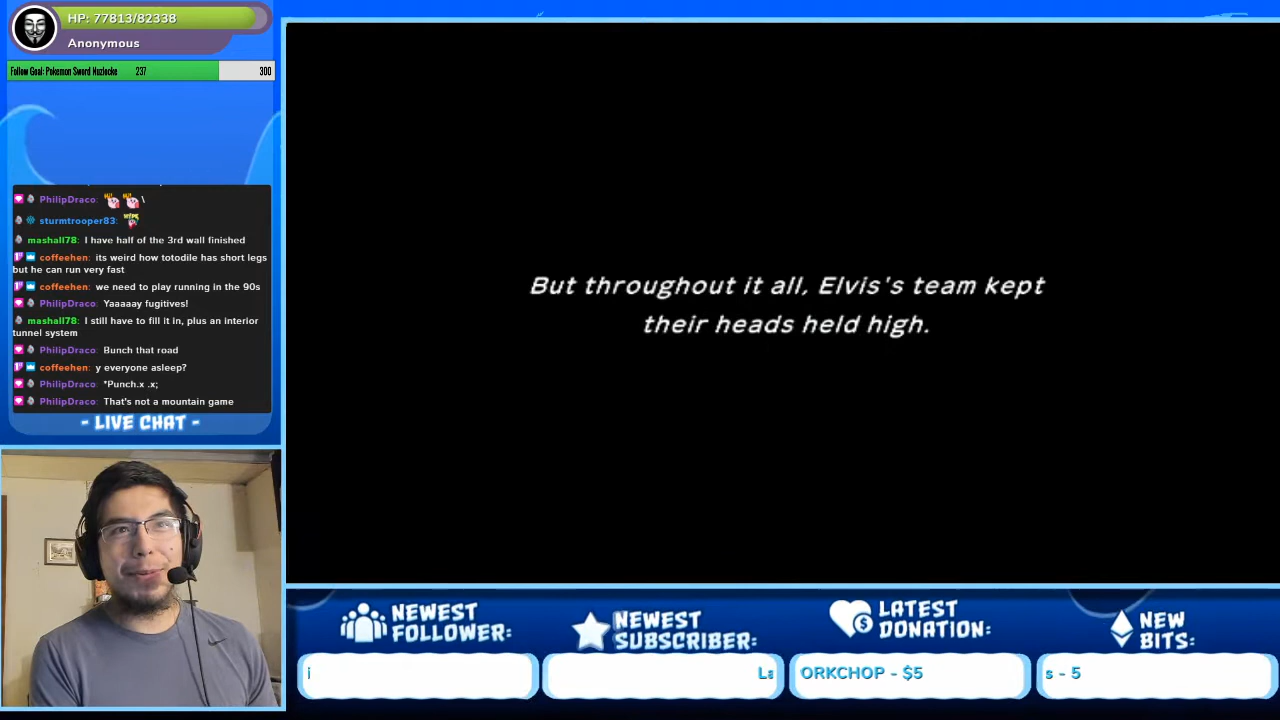 HP: 77813/82338
Anonymous
Follow Goal: Pokemon Sword Nuzlocke 237 300
PhilipDraco: \
sturmtrooper83:
mashall78: I have half of the 3rd wall finished
coffeehen: its weird how totodile has short legs
but he can run very fast
coffeehen: we need to play running in the 90s
PhilipDraco: Yaaaaay fugitives!
mashall78: I still have to fill it in, plus an interior
tunnel system
PhilipDraco: Bunch that road
coffeehen: y everyone asleep?
PhilipDraco: *Punch.x .x;
PhilipDraco: That's not a mountain game
- LIVE CHAT -
But throughout it all, Elvis's team kept
their heads held high.
NEWEST
FOLLOWER:
i
NEWEST
SUBSCRIBER:
La
LATEST
DONATION:
ORKCHOP - $5
NEW
BITS:
s - 5